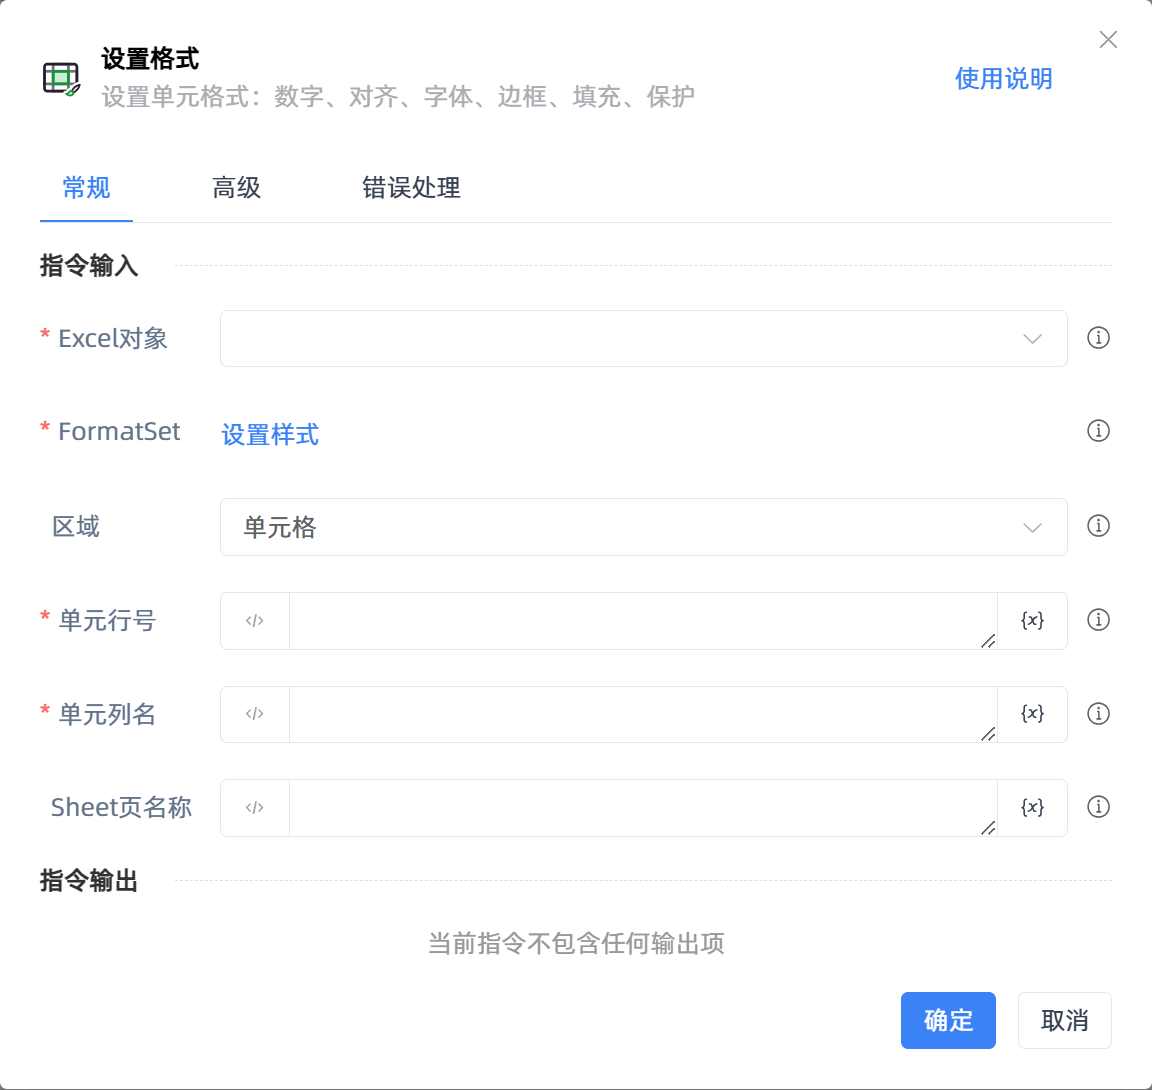 设置格式
设置单元格式：数字、对齐、字体、边框、填充、保护
使用说明
常规 高级 错误处理
指令输入
* Excel对象
* FormatSet 设置样式
区域 单元格
* 单元行号 </> {x}
* 单元列名 </> {x}
Sheet页名称 </> {x}
指令输出
当前指令不包含任何输出项
确定 取消